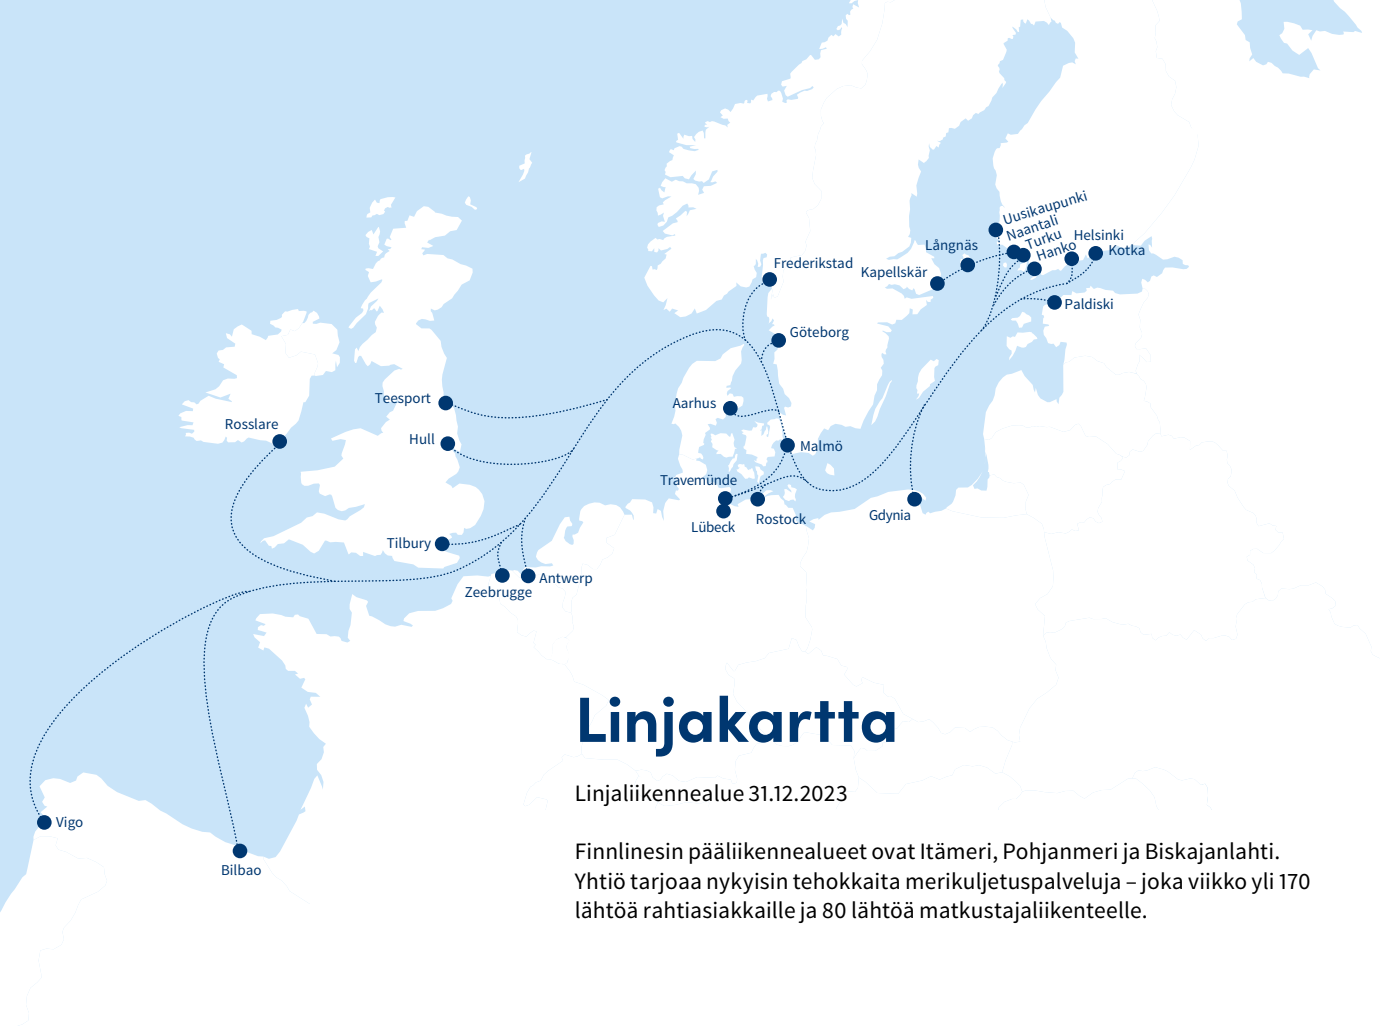 Uusikaupunki
Naantali
Turku
Hanko
Helsinki
Kotka
Långnäs
Kapellskär
Frederikstad
Paldiski
Göteborg
Teesport
Aarhus
Rosslare
Hull
Malmö
Travemünde
Lübeck
Rostock
Gdynia
Tilbury
Zeebrugge
Antwerp
Vigo
Bilbao
Linjakartta
Linjaliikennealue 31.12.2023
Finnlinesin pääliikennealueet ovat Itämeri, Pohjanmeri ja Biskajanlahti.
Yhtiö tarjoaa nykyisin tehokkaita merikuljetuspalveluja – joka viikko yli 170
lähtöä rahtiasiakkaille ja 80 lähtöä matkustajaliikenteelle.